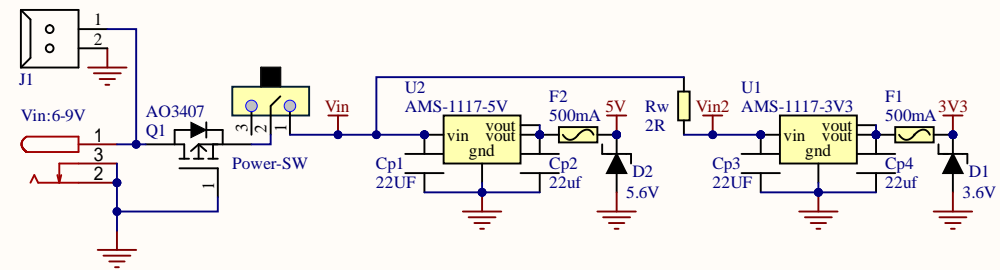 1
2
J1
Vin:6-9V
1
3
2
AO3407
Q1
1
3
2
1
Power-SW
Vin
U2
AMS-1117-5V
vin
vout
vout
gnd
Cp1
22UF
Cp2
22uf
F2
500mA
5V
D2
5.6V
Rw
2R
Vin2
U1
AMS-1117-3V3
vin
vout
vout
gnd
Cp3
22UF
Cp4
22uf
F1
500mA
3V3
D1
3.6V